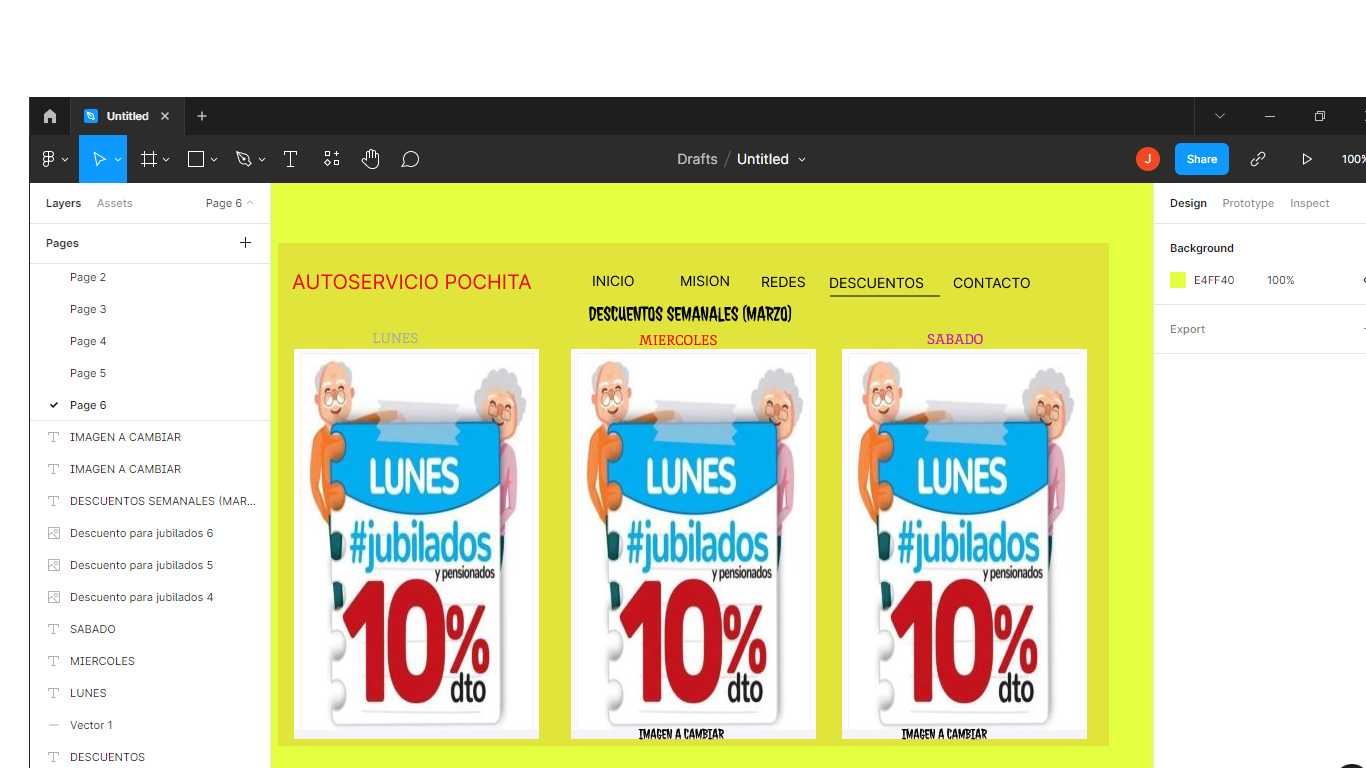 Untitled
Drafts / Untitled
J
Share
Layers
Assets
Page 6
Pages
Page 2
Page 3
Page 4
Page 5
Page 6
IMAGEN A CAMBIAR
IMAGEN A CAMBIAR
DESCUENTOS SEMANALES (MAR...
Descuento para jubilados 6
Descuento para jubilados 5
Descuento para jubilados 4
SABADO
MIERCOLES
LUNES
Vector 1
DESCUENTOS
AUTOSERVICIO POCHITA
INICIO
MISION
REDES
DESCUENTOS
CONTACTO
DESCUENTOS SEMANALES (MARZO)
LUNES
LUNES
#jubilados
y pensionados
10%
dto
MIERCOLES
LUNES
#jubilados
y pensionados
10%
dto
IMAGEN A CAMBIAR
SABADO
LUNES
#jubilados
y pensionados
10%
dto
IMAGEN A CAMBIAR
100%
Design
Prototype
Inspect
Background
E4FF40
100%
Export